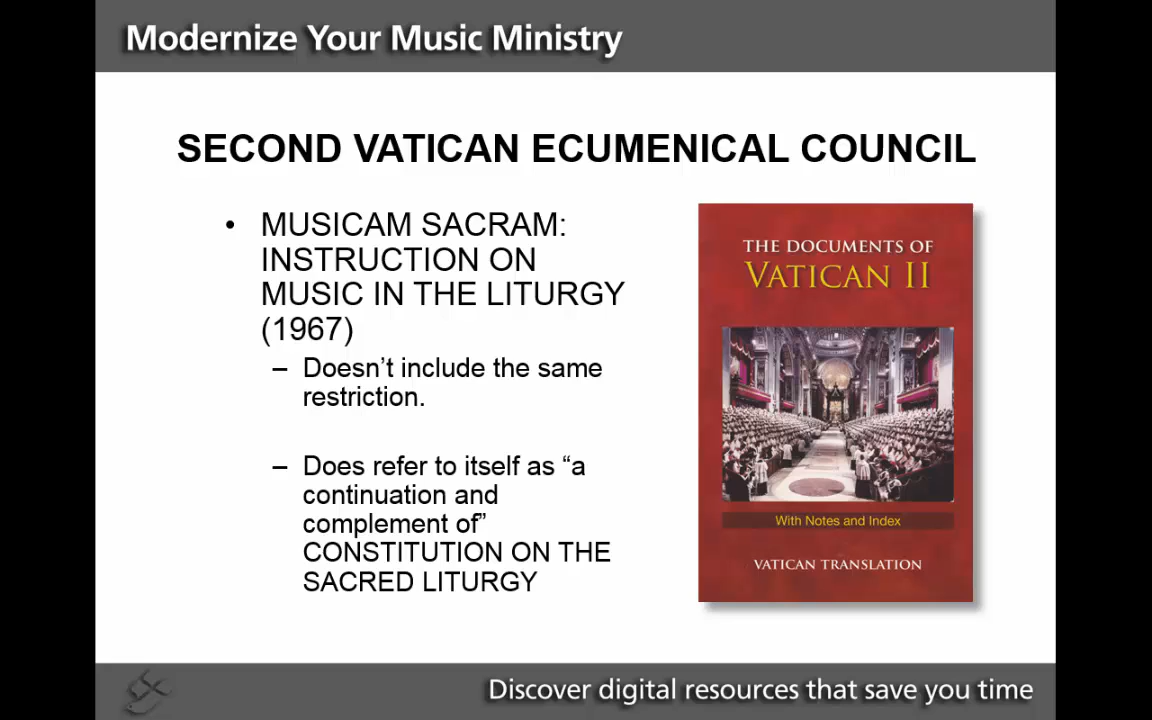 Modernize Your Music Ministry
SECOND VATICAN ECUMENICAL COUNCIL
• MUSICAM SACRAM:
INSTRUCTION ON
MUSIC IN THE LITURGY
(1967)
– Doesn’t include the same
restriction.
– Does refer to itself as “a
continuation and
complement of”
CONSTITUTION ON THE
SACRED LITURGY
THE DOCUMENTS OF
VATICAN II
With Notes and Index
VATICAN TRANSLATION
Discover digital resources that save you time